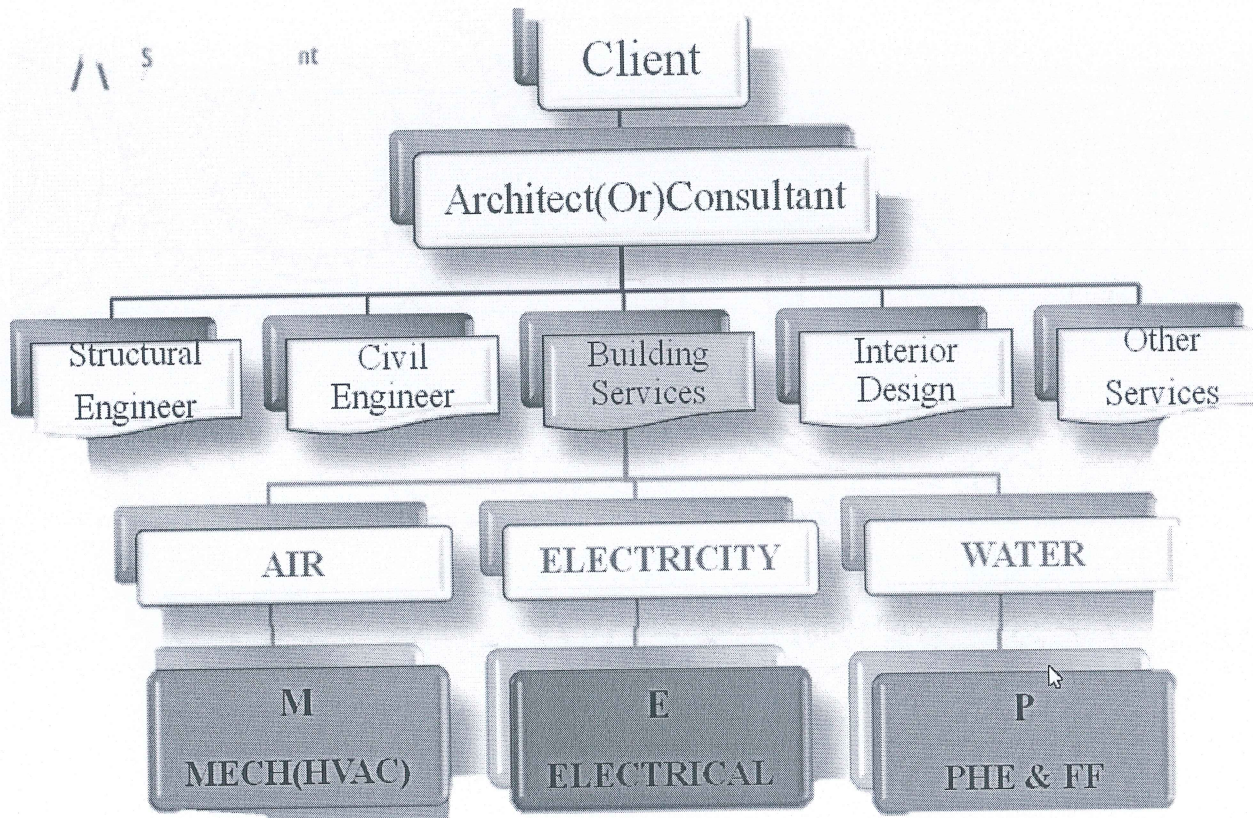 Client
Architect(Or)Consultant
Structural
Engineer
Civil
Engineer
Building
Services
Interior
Design
Other
Services
AIR
ELECTRICITY
WATER
M
MECH(HVAC)
E
ELECTRICAL
P
PHE & FF